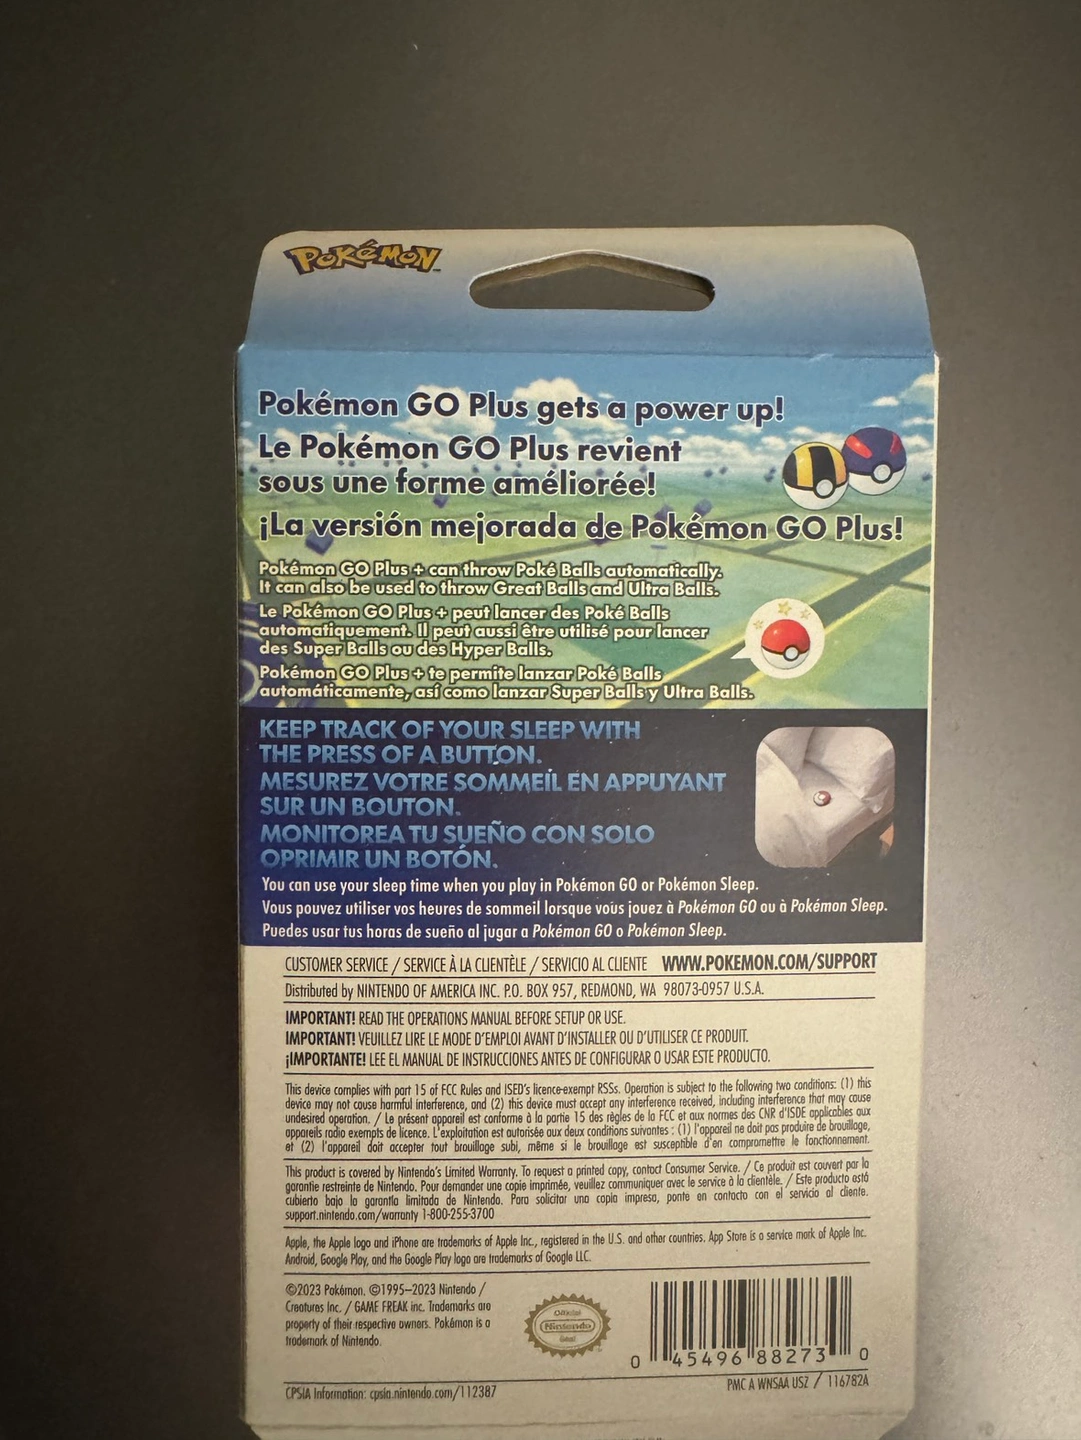 POKéMON
Pokémon GO Plus gets a power up!
Le Pokémon GO Plus revient
sous une forme améliorée!
¡La versión mejorada de Pokémon GO Plus!
Pokémon GO Plus + can throw Poké Balls automatically.
It can also be used to throw Great Balls and Ultra Balls.
Le Pokémon GO Plus + peut lancer des Poké Balls
automatiquement. Il peut aussi être utilisé pour lancer
des Super Balls ou des Hyper Balls.
Pokémon GO Plus + te permite lanzar Poké Balls
automáticamente, así como lanzar Super Balls y Ultra Balls.
KEEP TRACK OF YOUR SLEEP WITH
THE PRESS OF A BUTTON.
MESUREZ VOTRE SOMMEIL EN APPUYANT
SUR UN BOUTON.
MONITOREA TU SUEÑO CON SOLO
OPRIMIR UN BOTÓN.
You can use your sleep time when you play in Pokémon GO or Pokémon Sleep.
Vous pouvez utiliser vos heures de sommeil lorsque vous jouez à Pokémon GO ou à Pokémon Sleep.
Puedes usar tus horas de sueño al jugar a Pokémon GO o Pokémon Sleep.
CUSTOMER SERVICE / SERVICE À LA CLIENTÈLE / SERVICIO AL CLIENTE WWW.POKEMON.COM/SUPPORT
Distributed by NINTENDO OF AMERICA INC. P.O. BOX 957, REDMOND, WA 98073-0957 U.S.A.
IMPORTANT! READ THE OPERATIONS MANUAL BEFORE SETUP OR USE.
IMPORTANT! VEUILLEZ LIRE LE MODE D'EMPLOI AVANT D'INSTALLER OU D'UTILISER CE PRODUIT.
¡IMPORTANTE! LEE EL MANUAL DE INSTRUCCIONES ANTES DE CONFIGURAR O USAR ESTE PRODUCTO.
This device complies with part 15 of FCC Rules and ISED's licence-exempt RSSs. Operation is subject to the following two conditions: (1) this
device may not cause harmful interference, and (2) this device must accept any interference received, including interference that may cause
undesired operation. / Le présent appareil est conforme à la partie 15 des règles de la FCC et aux normes des CNR d'ISDE applicables aux
appareils radio exempts de licence. L'exploitation est autorisée aux deux conditions suivantes : (1) l'appareil ne doit pas produire de brouillage,
et (2) l'appareil doit accepter tout brouillage subi, même si le brouillage est susceptible d'en compromettre le fonctionnement.
This product is covered by Nintendo's Limited Warranty. To request a printed copy, contact Consumer Service. / Ce produit est couvert par la
garantie restreinte de Nintendo. Pour demander une copie imprimée, veuillez communiquer avec le service à la clientèle. / Este producto está
cubierto bajo la garantía limitada de Nintendo. Para solicitar una copia impresa, ponte en contacto con el servicio al cliente.
support.nintendo.com/warranty 1-800-255-3700
Apple, the Apple logo and iPhone are trademarks of Apple Inc., registered in the U.S. and other countries. App Store is a service mark of Apple Inc.
Android, Google Play, and the Google Play logo are trademarks of Google LLC.
©2023 Pokémon. ©1995–2023 Nintendo /
Creatures Inc. / GAME FREAK inc. Trademarks are
property of their respective owners. Pokémon is a
trademark of Nintendo.
Official
Nintendo
Seal
0 45496 88273 0
CPSIA Information: cpsia.nintendo.com/112387
PMC A WNSAA USZ / 116782A